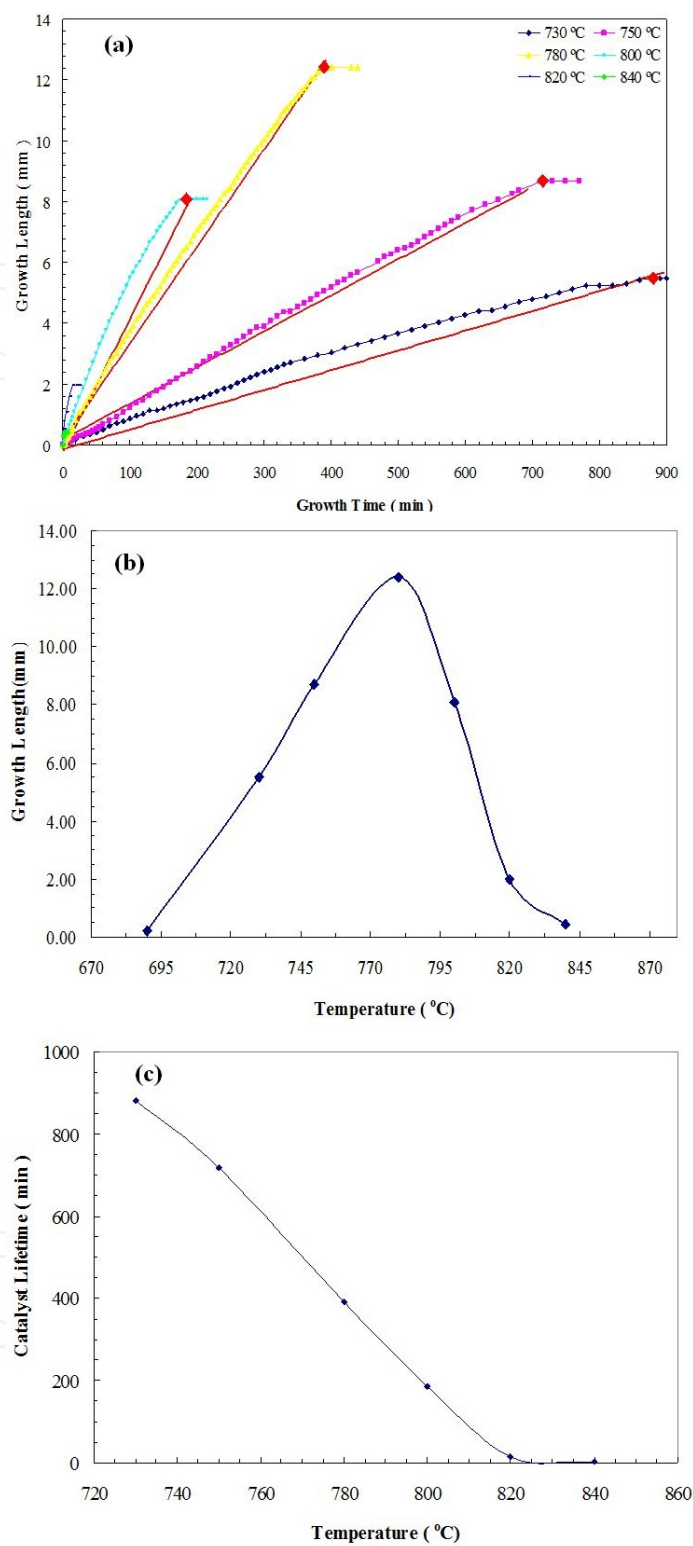 (a)
730 ºC 750 ºC
780 ºC 800 ºC
820 ºC 840 ºC
14
12
10
8
6
4
2
0
Growth Length ( mm )
0 100 200 300 400 500 600 700 800 900
Growth Time ( min )
(b)
14.00
12.00
10.00
8.00
6.00
4.00
2.00
0.00
Growth Length(mm)
670 695 720 745 770 795 820 845 870
Temperature ( ºC)
(c)
1000
800
600
400
200
0
Catalyst Lifetime ( min )
720 740 760 780 800 820 840 860
Temperature ( ºC)